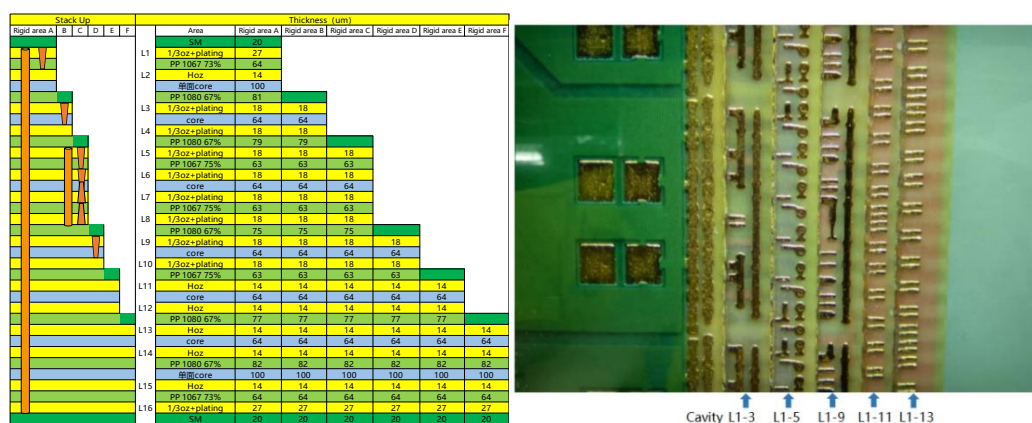 Stack Up Thickness (um)
Rigid area A B C D E F Area Rigid area A Rigid area B Rigid area C Rigid area D Rigid area E Rigid area F
SM 20
L1 1/3oz+plating 27
PP 1067 73% 64
L2 Hoz 14
单面core 100
PP 1080 67% 81
L3 1/3oz+plating 18 18
core 64 64
L4 1/3oz+plating 18 18
PP 1080 67% 79 79
L5 1/3oz+plating 18 18 18
PP 1067 75% 63 63 63
L6 1/3oz+plating 18 18 18
core 64 64 64
L7 1/3oz+plating 18 18 18
PP 1067 75% 63 63 63
L8 1/3oz+plating 18 18 18
PP 1080 67% 75 75 75
L9 1/3oz+plating 18 18 18 18
core 64 64 64 64
L10 1/3oz+plating 18 18 18 18
PP 1067 75% 63 63 63 63
L11 Hoz 14 14 14 14 14
core 64 64 64 64 64
L12 Hoz 14 14 14 14 14
PP 1080 67% 77 77 77 77 77
L13 Hoz 14 14 14 14 14 14
core 64 64 64 64 64 64
L14 Hoz 14 14 14 14 14 14
PP 1080 67% 82 82 82 82 82 82
单面core 100 100 100 100 100 100
L15 Hoz 14 14 14 14 14 14
PP 1067 73% 64 64 64 64 64 64
L16 1/3oz+plating 27 27 27 27 27 27
SM 20 20 20 20 20 20
Cavity L1-3 L1-5 L1-9 L1-11 L1-13